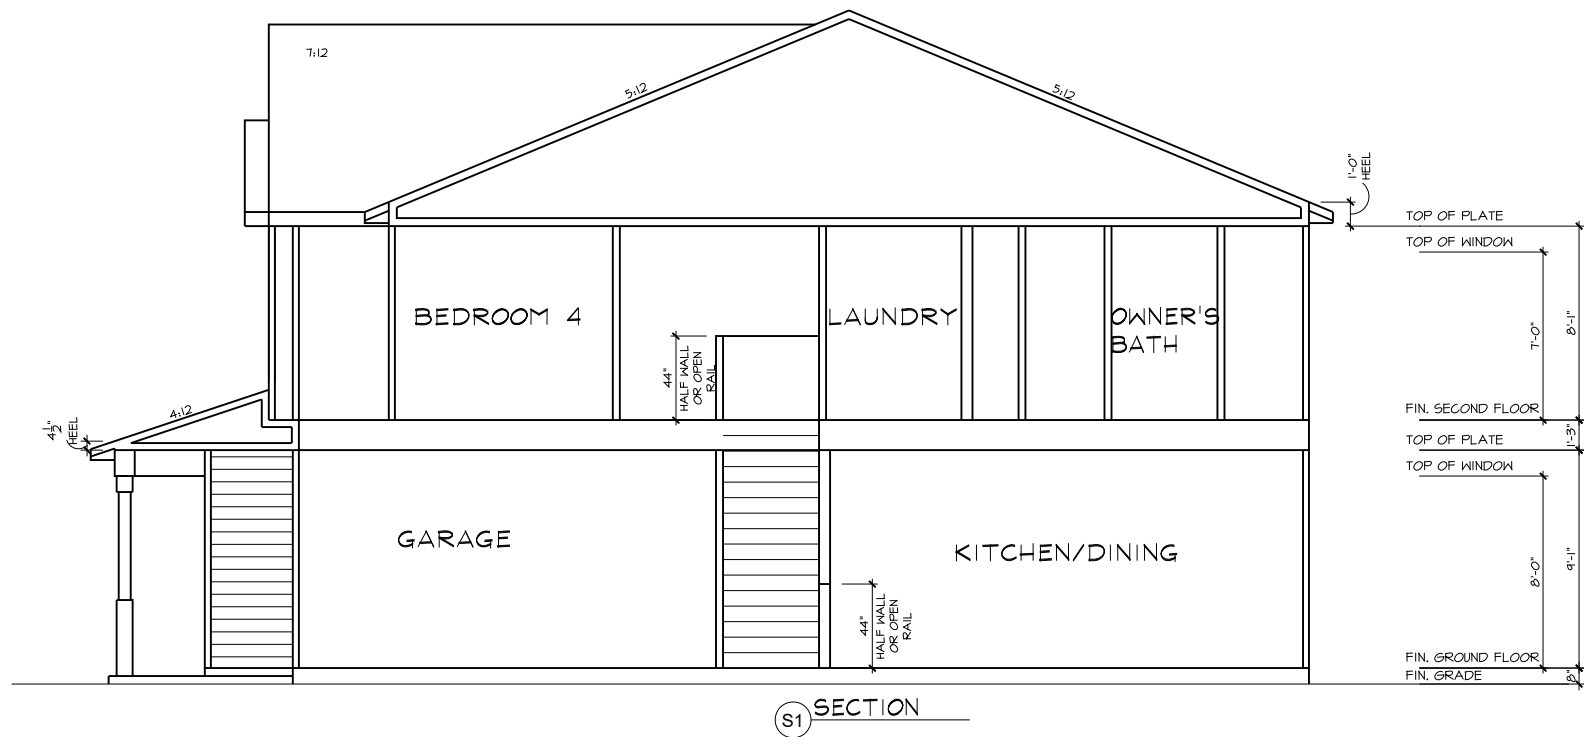 7:12
5:12
5:12
1'-0"
HEEL
TOP OF PLATE
TOP OF WINDOW
BEDROOM 4
LAUNDRY
OWNER'S
BATH
7'-0"
8'-1"
44"
HALF WALL
OR OPEN
RAIL
4:12
4½"
HEEL
FIN. SECOND FLOOR
1'-3"
TOP OF PLATE
TOP OF WINDOW
GARAGE
KITCHEN/DINING
8'-0"
9'-1"
44"
HALF WALL
OR OPEN
RAIL
FIN. GROUND FLOOR
FIN. GRADE
8"
S1 SECTION